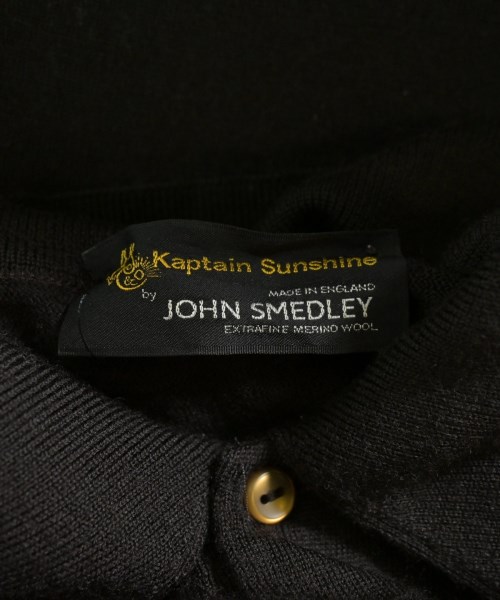 Kaptain Sunshine
by
MADE IN ENGLAND
JOHN SMEDLEY
EXTRAFINE MERINO WOOL